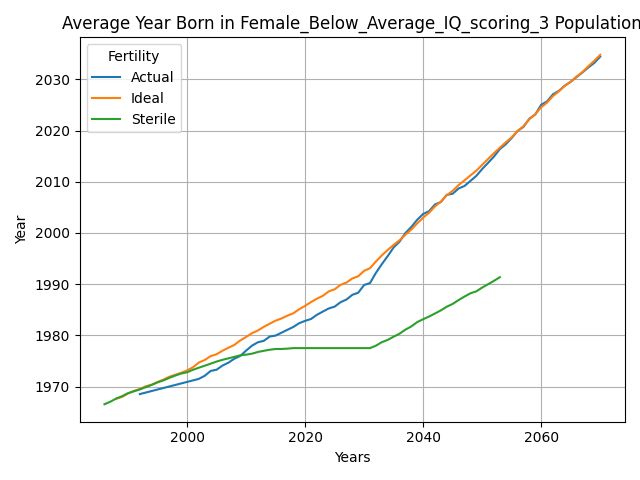 Average Year Born in Female_Below_Average_IQ_scoring_3 Population
Fertility
Actual
Ideal
Sterile
Year
2030
2020
2010
2000
1990
1980
1970
2000
2020
2040
2060
Years